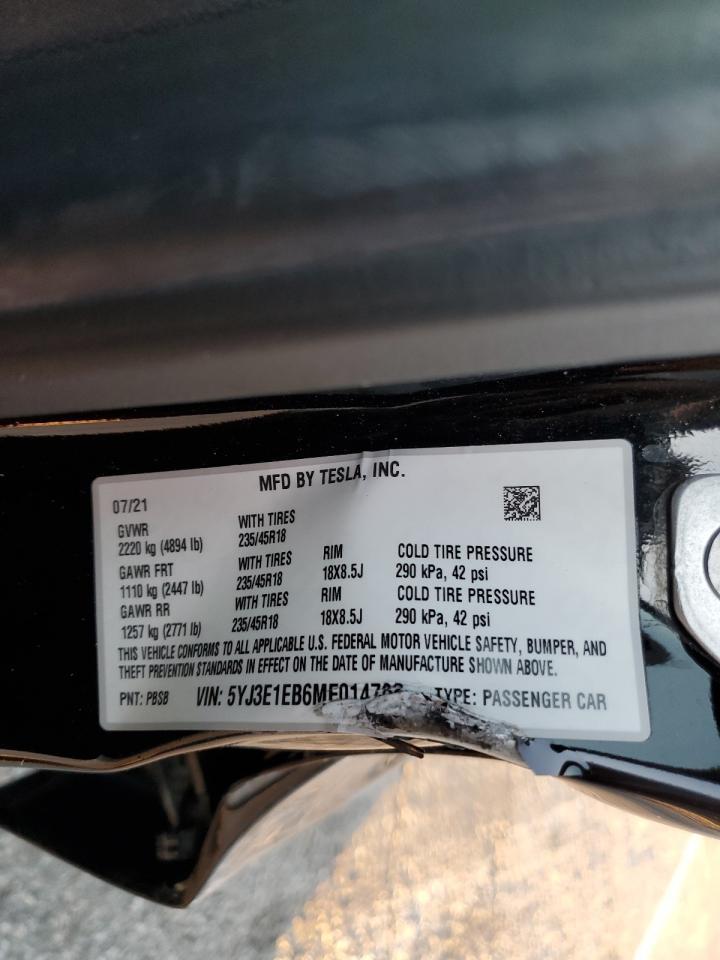 MFD BY TESLA, INC.
07/21
GVWR WITH TIRES
2220 kg (4894 lb) 235/45R18
GAWR FRT WITH TIRES RIM COLD TIRE PRESSURE
1110 kg (2447 lb) 235/45R18 18X8.5J 290 kPa, 42 psi
GAWR RR WITH TIRES RIM COLD TIRE PRESSURE
1257 kg (2771 lb) 235/45R18 18X8.5J 290 kPa, 42 psi
THIS VEHICLE CONFORMS TO ALL APPLICABLE U.S. FEDERAL MOTOR VEHICLE SAFETY, BUMPER, AND
THEFT PREVENTION STANDARDS IN EFFECT ON THE DATE OF MANUFACTURE SHOWN ABOVE.
PNT: PBSB VIN: TYPE: PASSENGER CAR